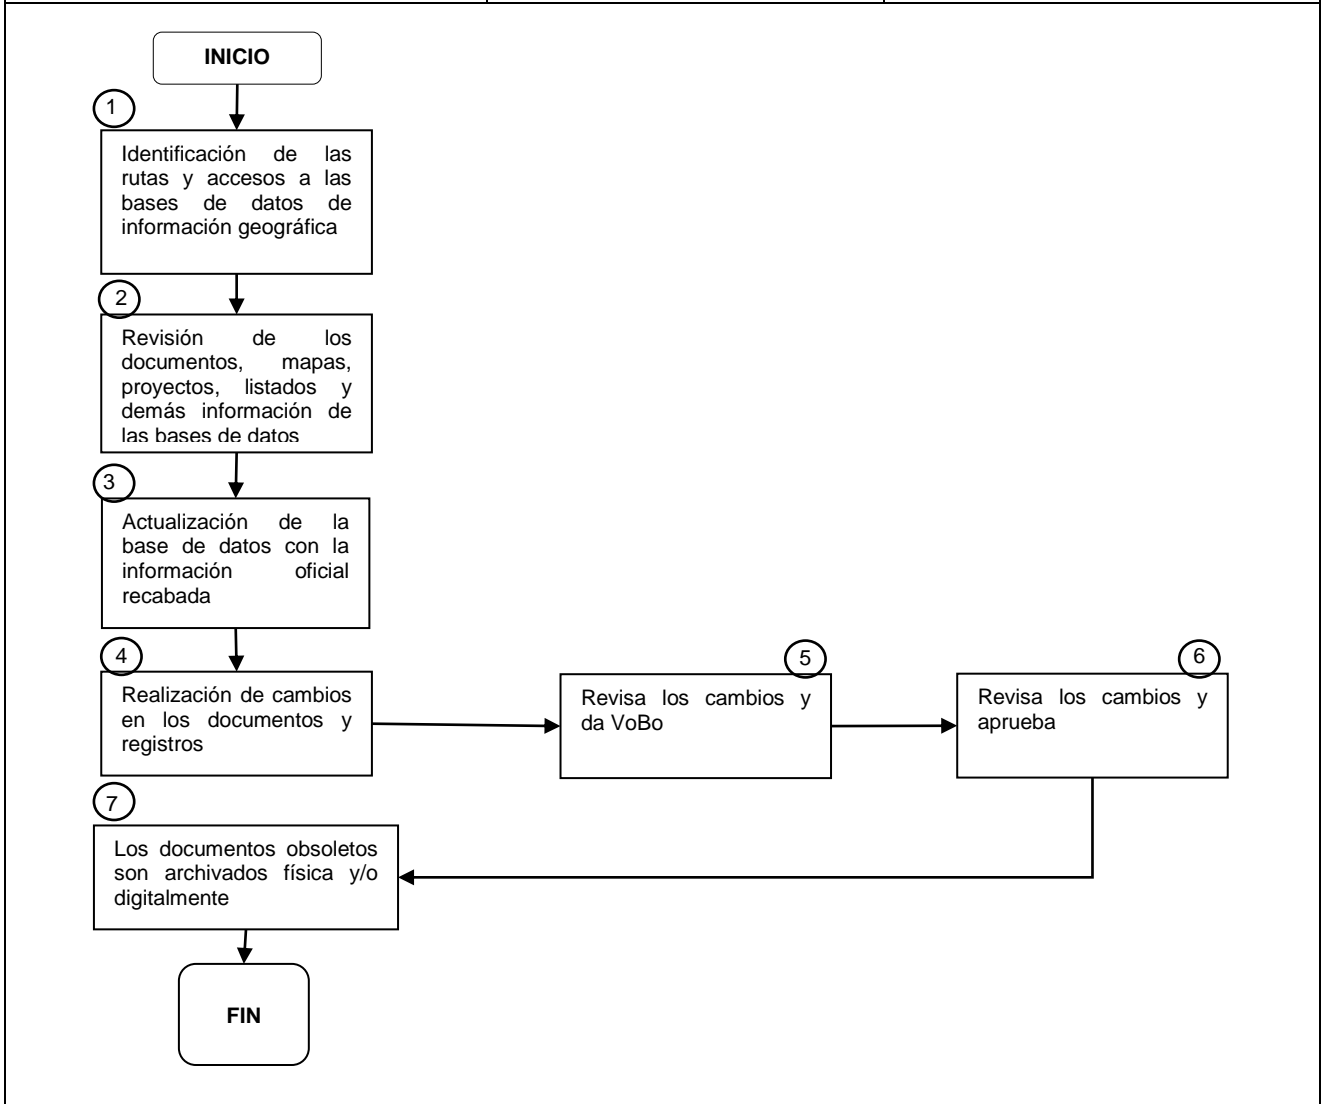 INICIO
1
Identificación de las
rutas y accesos a las
bases de datos de
información geográfica
2
Revisión de los
documentos, mapas,
proyectos, listados y
demás información de
las bases de datos
3
Actualización de la
base de datos con la
información oficial
recabada
4
Realización de cambios
en los documentos y
registros
5
Revisa los cambios y
da VoBo
6
Revisa los cambios y
aprueba
7
Los documentos obsoletos
son archivados física y/o
digitalmente
FIN